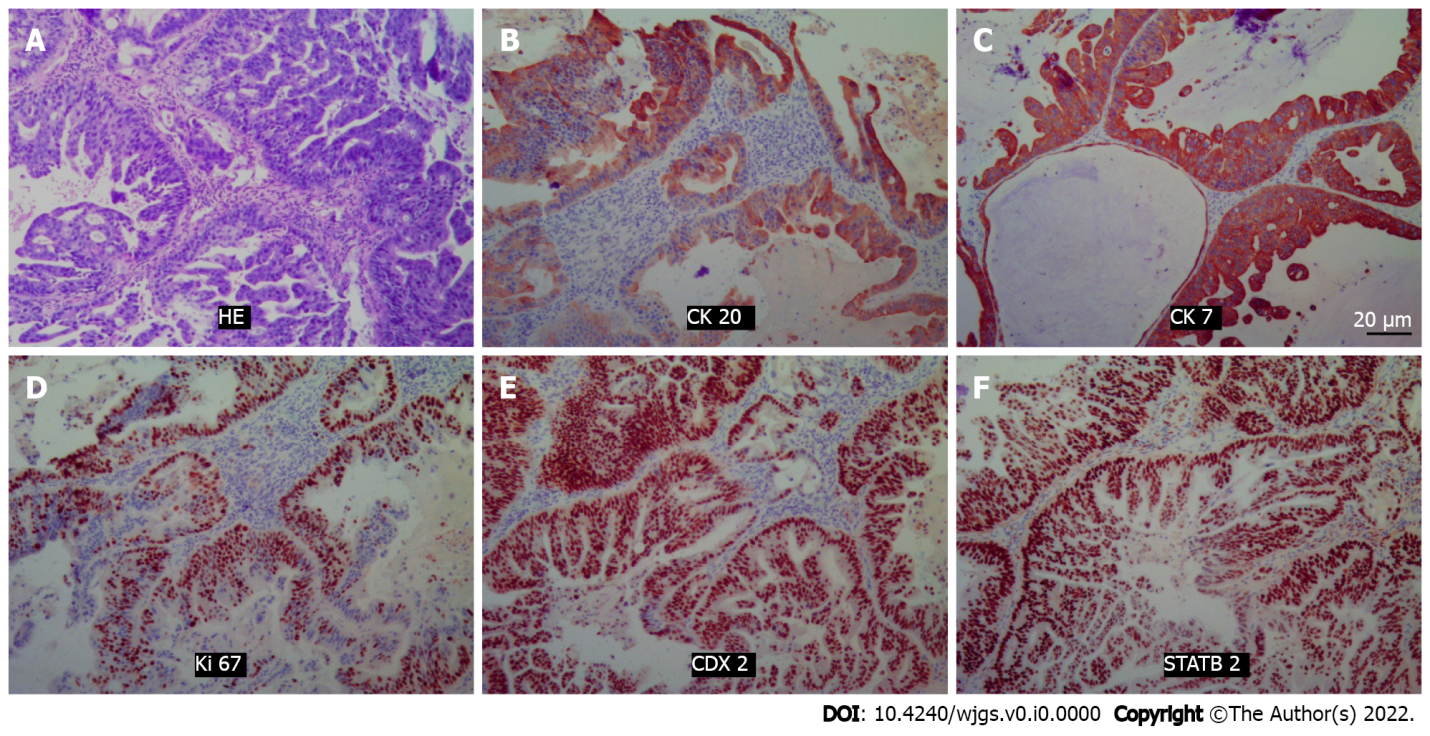 A
B
C
HE
CK 20
CK 7
20 µm
D
E
F
Ki 67
CDX 2
STATB 2
DOI: 10.4240/wjgs.v0.i0.0000 Copyright ©The Author(s) 2022.